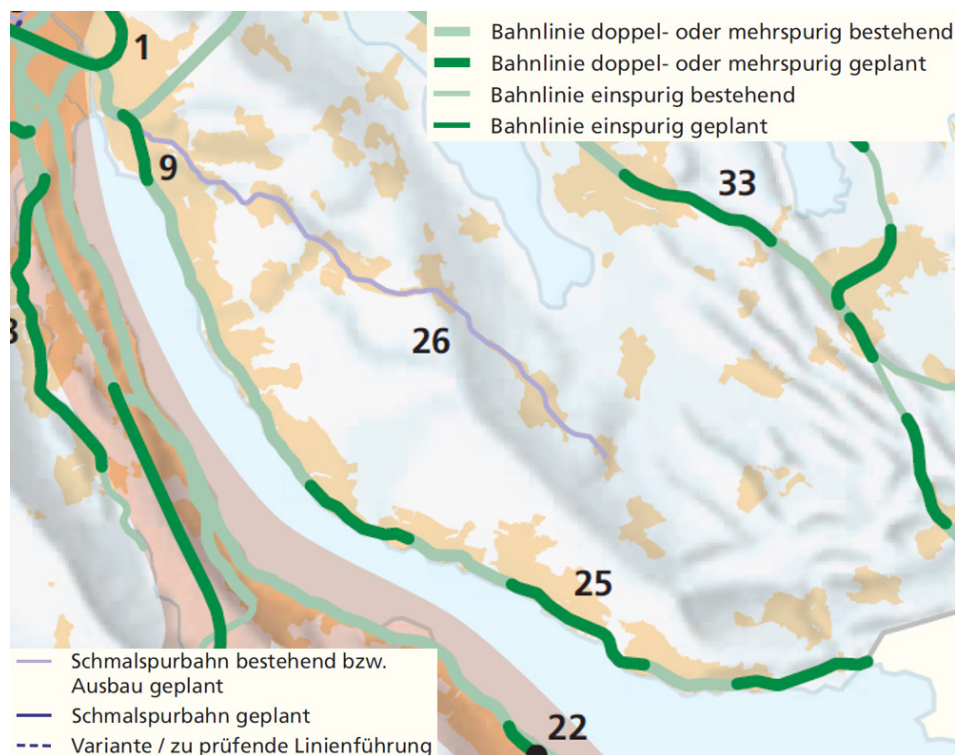 Bahnlinie doppel- oder mehrspurig bestehend
Bahnlinie doppel- oder mehrspurig geplant
Bahnlinie einspurig bestehend
Bahnlinie einspurig geplant
1
9
33
26
25
22
Schmalspurbahn bestehend bzw.
Ausbau geplant
Schmalspurbahn geplant
Variante / zu prüfende Linienführung